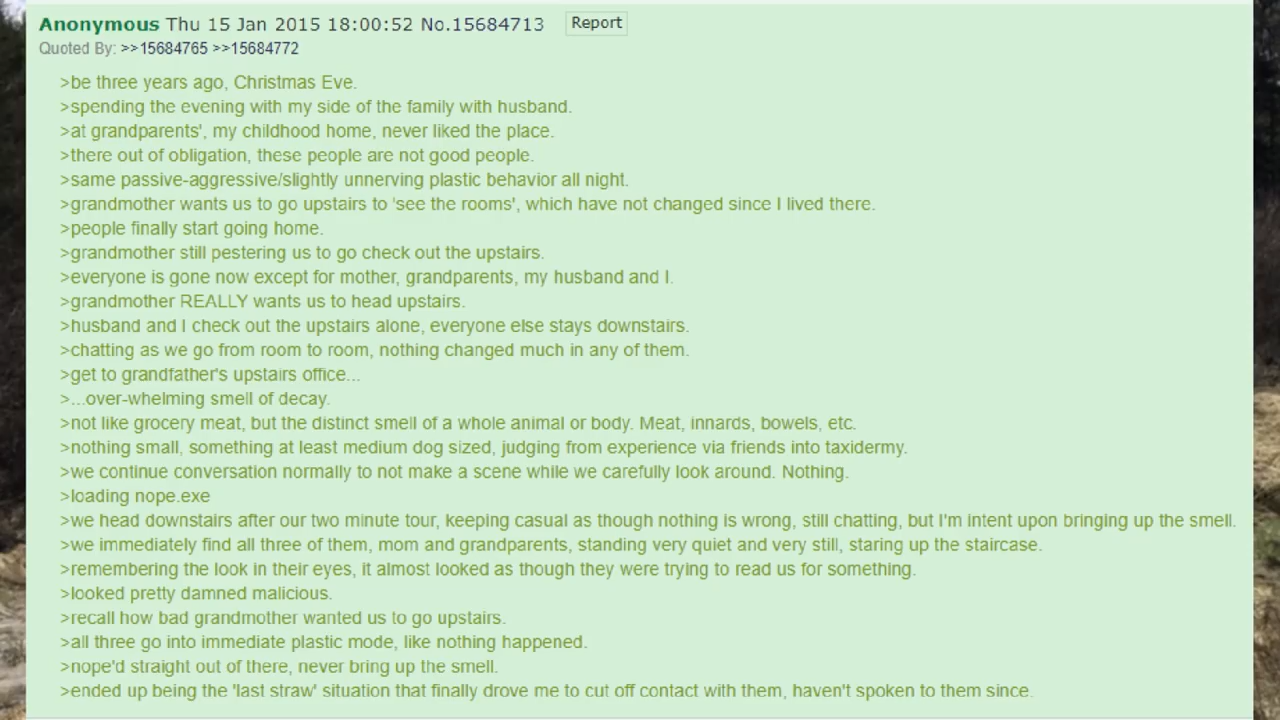 Anonymous Thu 15 Jan 2015 18:00:52 No.15684713 Report
Quoted By: >>15684765 >>15684772
>be three years ago, Christmas Eve.
>spending the evening with my side of the family with husband.
>at grandparents', my childhood home, never liked the place.
>there out of obligation, these people are not good people.
>same passive-aggressive/slightly unnerving plastic behavior all night.
>grandmother wants us to go upstairs to 'see the rooms', which have not changed since I lived there.
>people finally start going home.
>grandmother still pestering us to go check out the upstairs.
>everyone is gone now except for mother, grandparents, my husband and I.
>grandmother REALLY wants us to head upstairs.
>husband and I check out the upstairs alone, everyone else stays downstairs.
>chatting as we go from room to room, nothing changed much in any of them.
>get to grandfather's upstairs office...
>...over-whelming smell of decay.
>not like grocery meat, but the distinct smell of a whole animal or body. Meat, innards, bowels, etc.
>nothing small, something at least medium dog sized, judging from experience via friends into taxidermy.
>we continue conversation normally to not make a scene while we carefully look around. Nothing.
>loading nope.exe
>we head downstairs after our two minute tour, keeping casual as though nothing is wrong, still chatting, but I'm intent upon bringing up the smell.
>we immediately find all three of them, mom and grandparents, standing very quiet and very still, staring up the staircase.
>remembering the look in their eyes, it almost looked as though they were trying to read us for something.
>looked pretty damned malicious.
>recall how bad grandmother wanted us to go upstairs.
>all three go into immediate plastic mode, like nothing happened.
>nope'd straight out of there, never bring up the smell.
>ended up being the 'last straw' situation that finally drove me to cut off contact with them, haven't spoken to them since.